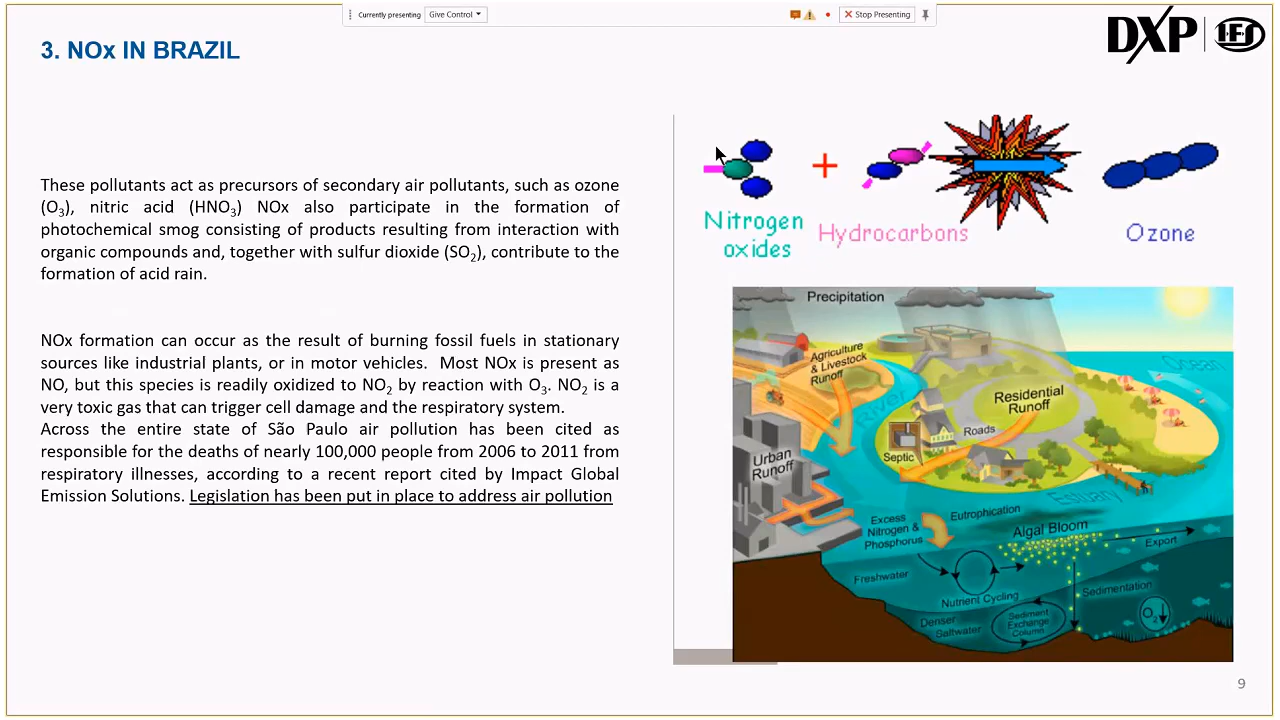 Currently presenting Give Control Stop Presenting
DXP IFS
3. NOx IN BRAZIL
These pollutants act as precursors of secondary air pollutants, such as ozone
(O3), nitric acid (HNO3) NOx also participate in the formation of
photochemical smog consisting of products resulting from interaction with
organic compounds and, together with sulfur dioxide (SO2), contribute to the
formation of acid rain.
NOx formation can occur as the result of burning fossil fuels in stationary
sources like industrial plants, or in motor vehicles. Most NOx is present as
NO, but this species is readily oxidized to NO2 by reaction with O3. NO2 is a
very toxic gas that can trigger cell damage and the respiratory system.
Across the entire state of São Paulo air pollution has been cited as
responsible for the deaths of nearly 100,000 people from 2006 to 2011 from
respiratory illnesses, according to a recent report cited by Impact Global
Emission Solutions. Legislation has been put in place to address air pollution
+
Nitrogen
oxides
Hydrocarbons
Ozone
Precipitation
Agriculture
& Livestock
Runoff
River
Ocean
Residential
Runoff
Roads
Septic
Urban
Runoff
Estuary
Excess
Nitrogen &
Phosphorus
Eutrophication
Algal Bloom
Export
Freshwater
Nutrient Cycling
Sedimentation
Denser
Saltwater
Sediment
Exchange
Column
O2
9